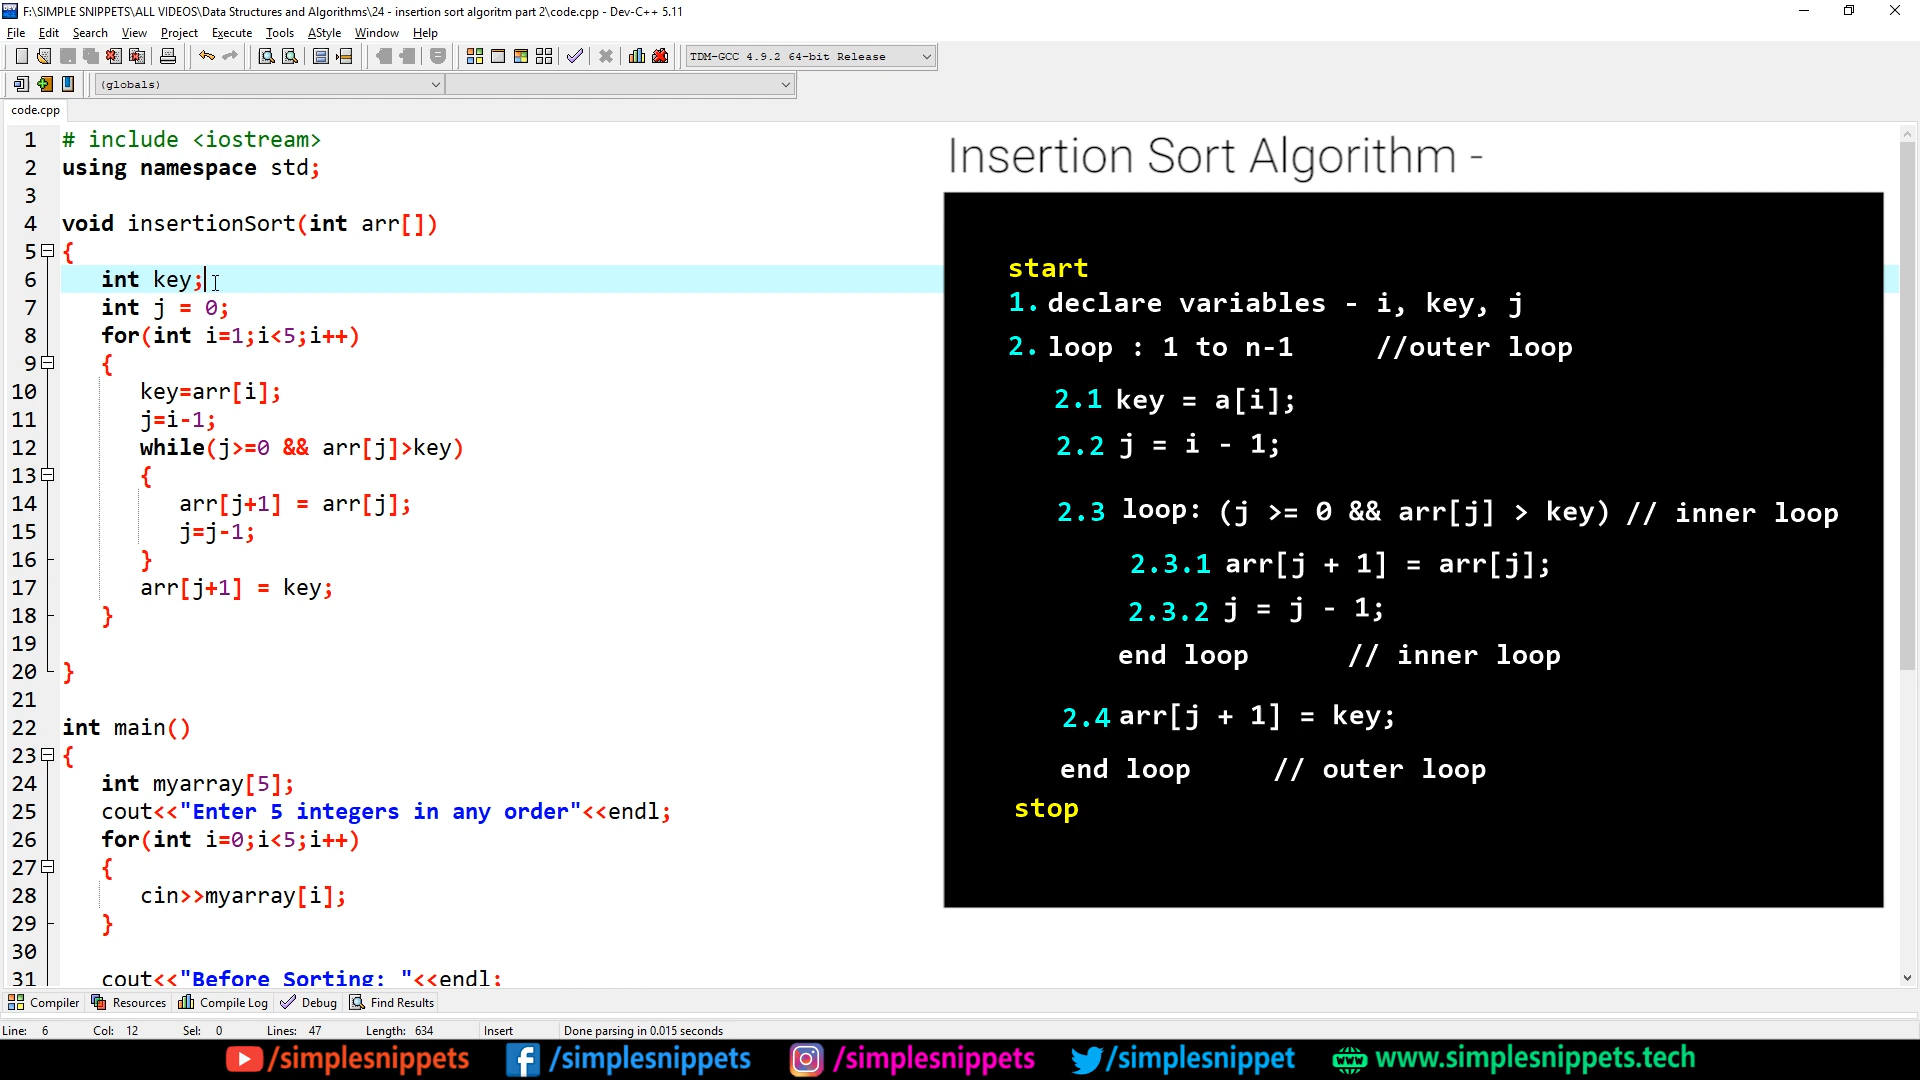 F:\SIMPLE SNIPPETS\ALL VIDEOS\Data Structures and Algorithms\24 - insertion sort algoritm part 2\code.cpp - Dev-C++ 5.11
File Edit Search View Project Execute Tools AStyle Window Help
TDM-GCC 4.9.2 64-bit Release
(globals)
code.cpp
1 # include <iostream>
2 using namespace std;
3
4 void insertionSort(int arr[])
5 {
6 int key;
7 int j = 0;
8 for(int i=1;i<5;i++)
9 {
10 key=arr[i];
11 j=i-1;
12 while(j>=0 && arr[j]>key)
13 {
14 arr[j+1] = arr[j];
15 j=j-1;
16 }
17 arr[j+1] = key;
18 }
19
20 }
21
22 int main()
23 {
24 int myarray[5];
25 cout<<"Enter 5 integers in any order"<<endl;
26 for(int i=0;i<5;i++)
27 {
28 cin>>myarray[i];
29 }
30
31 cout<<"Before Sorting: "<<endl;
Insertion Sort Algorithm -
start
1. declare variables - i, key, j
2. loop : 1 to n-1 //outer loop
2.1 key = a[i];
2.2 j = i - 1;
2.3 loop: (j >= 0 && arr[j] > key) // inner loop
2.3.1 arr[j + 1] = arr[j];
2.3.2 j = j - 1;
end loop // inner loop
2.4 arr[j + 1] = key;
end loop // outer loop
stop
Compiler Resources Compile Log Debug Find Results
Line: 6 Col: 12 Sel: 0 Lines: 47 Length: 634 Insert Done parsing in 0.015 seconds
/simplesnippets /simplesnippets /simplesnippets /simplesnippet www.simplesnippets.tech